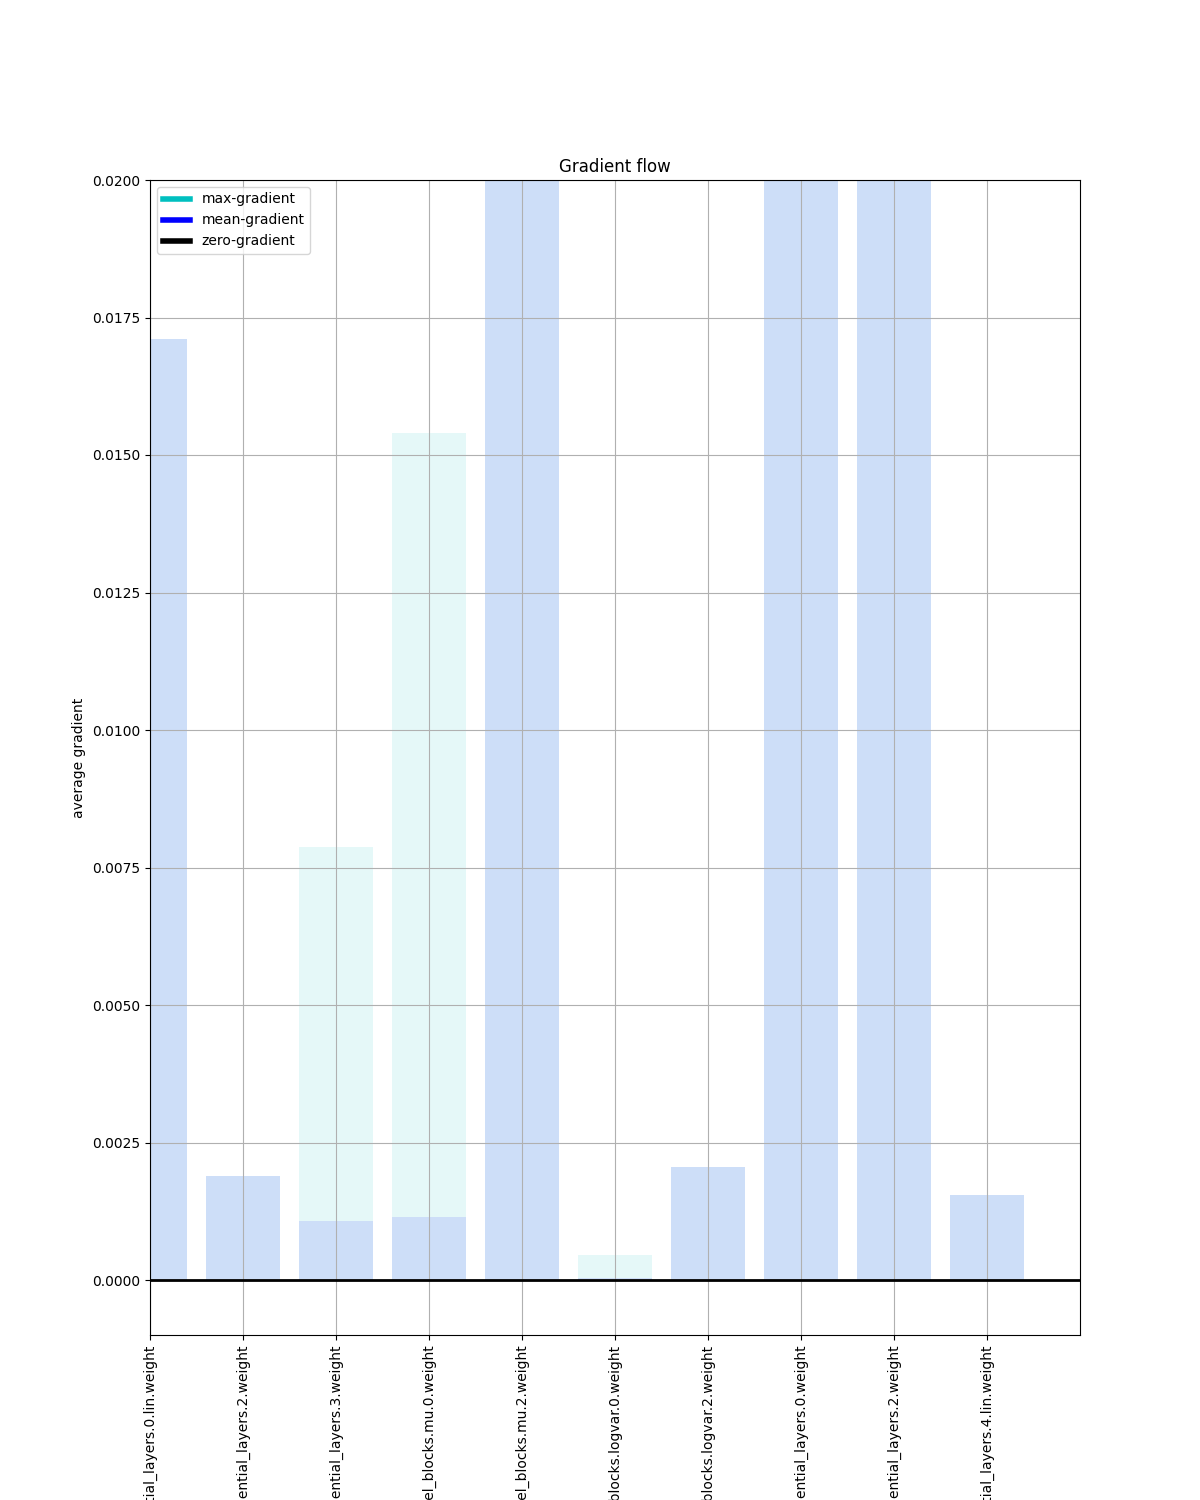 Gradient flow
max-gradient
mean-gradient
zero-gradient
average gradient
0.0200
0.0175
0.0150
0.0125
0.0100
0.0075
0.0050
0.0025
0.0000
tial_layers.0.lin.weight
ential_layers.2.weight
ential_layers.3.weight
el_blocks.mu.0.weight
el_blocks.mu.2.weight
blocks.logvar.0.weight
blocks.logvar.2.weight
ential_layers.0.weight
ential_layers.2.weight
tial_layers.4.lin.weight